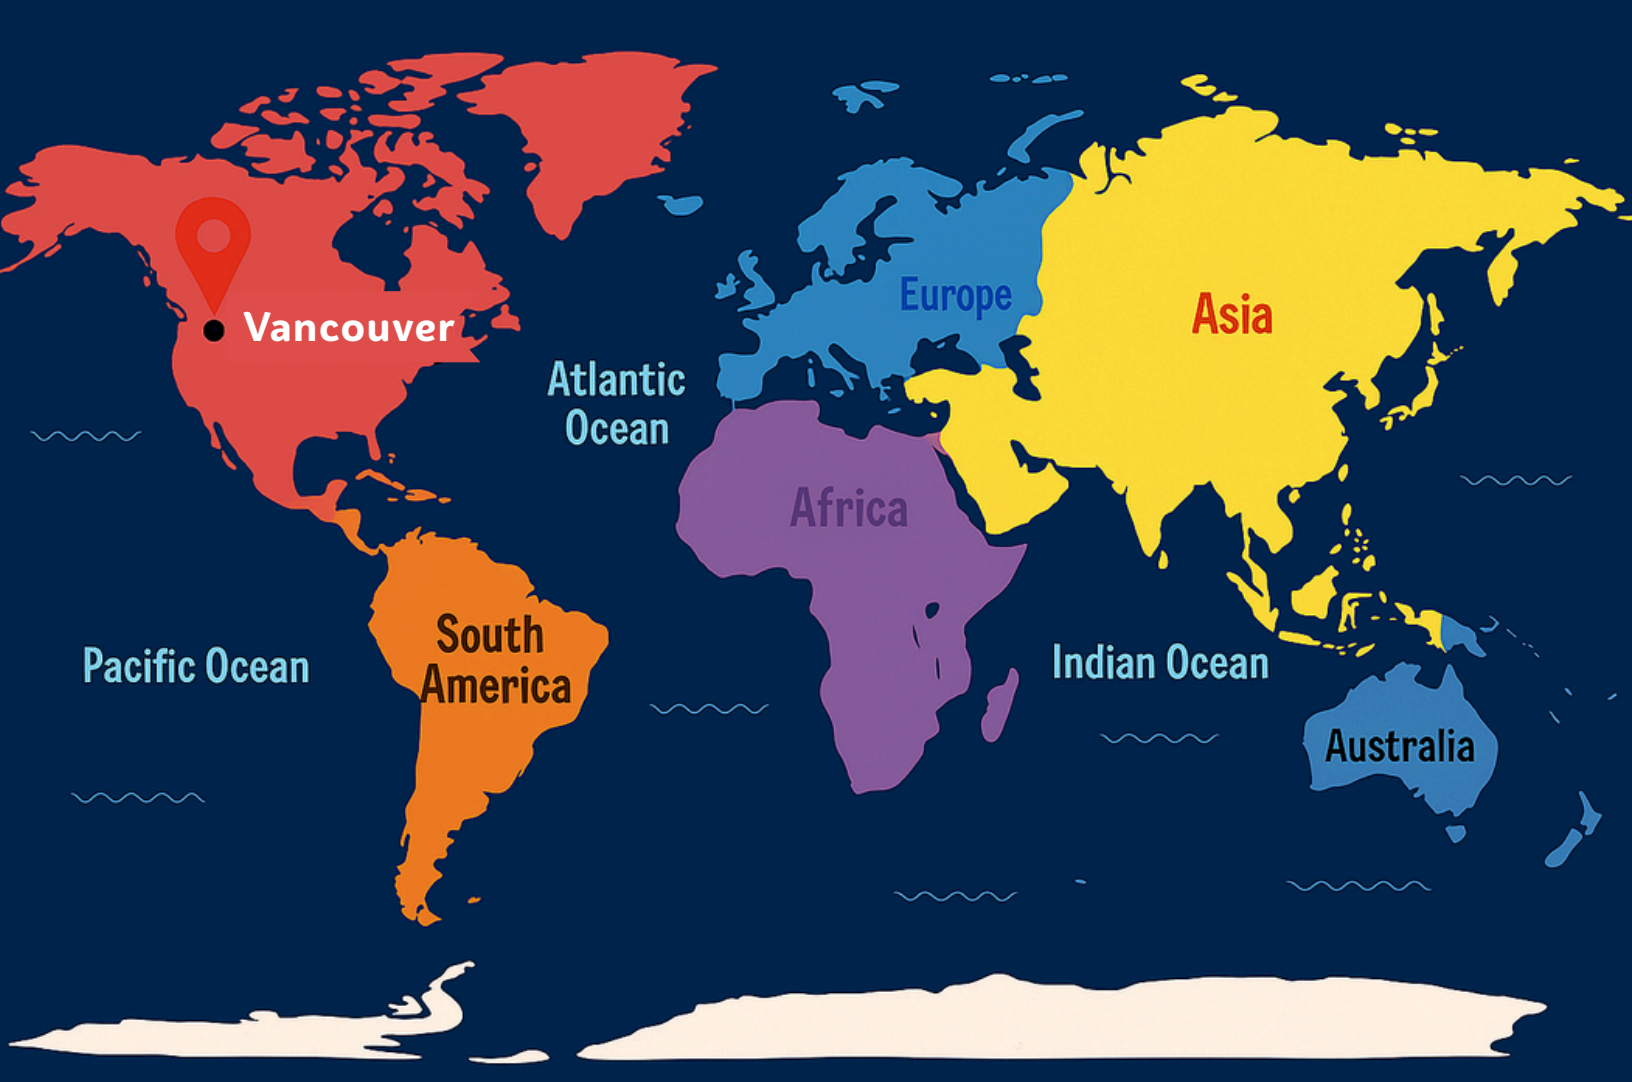 Europe
Asia
Vancouver
Atlantic
Ocean
Africa
South
America
Pacific Ocean
Indian Ocean
Australia